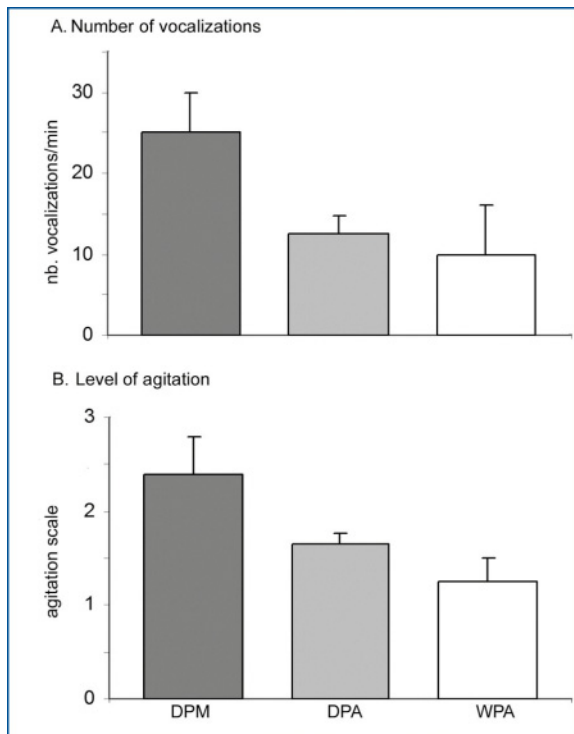 A. Number of vocalizations
nb. vocalizations/min
30
20
10
0
B. Level of agitation
agitation scale
3
2
1
0
DPM DPA WPA